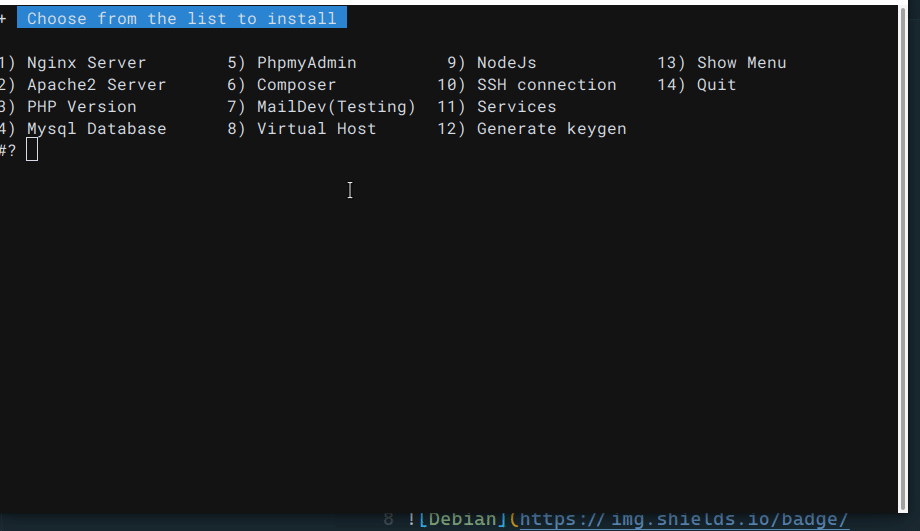 + Choose from the list to install
1) Nginx Server 5) PhpmyAdmin 9) NodeJs 13) Show Menu
2) Apache2 Server 6) Composer 10) SSH connection 14) Quit
3) PHP Version 7) MailDev(Testing) 11) Services
4) Mysql Database 8) Virtual Host 12) Generate keygen
#?
8 ![Debian](https://img.shields.io/badge/